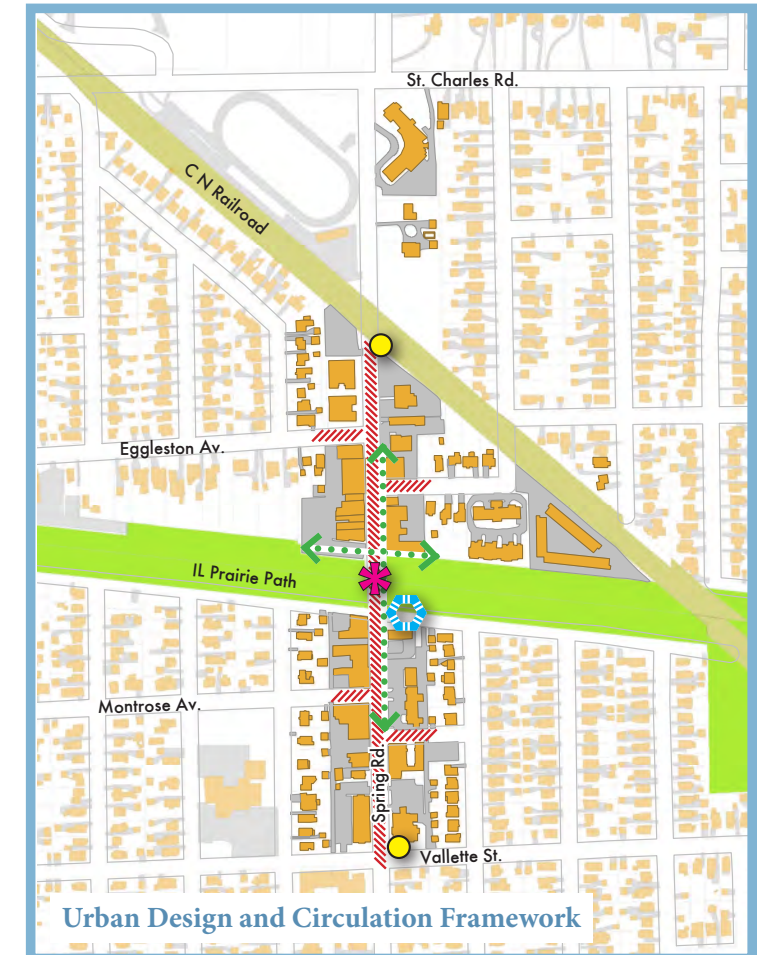 St. Charles Rd.
C N Railroad
Eggleston Av.
IL Prairie Path
Montrose Av.
Spring Rd.
Vallette St.
Urban Design and Circulation Framework